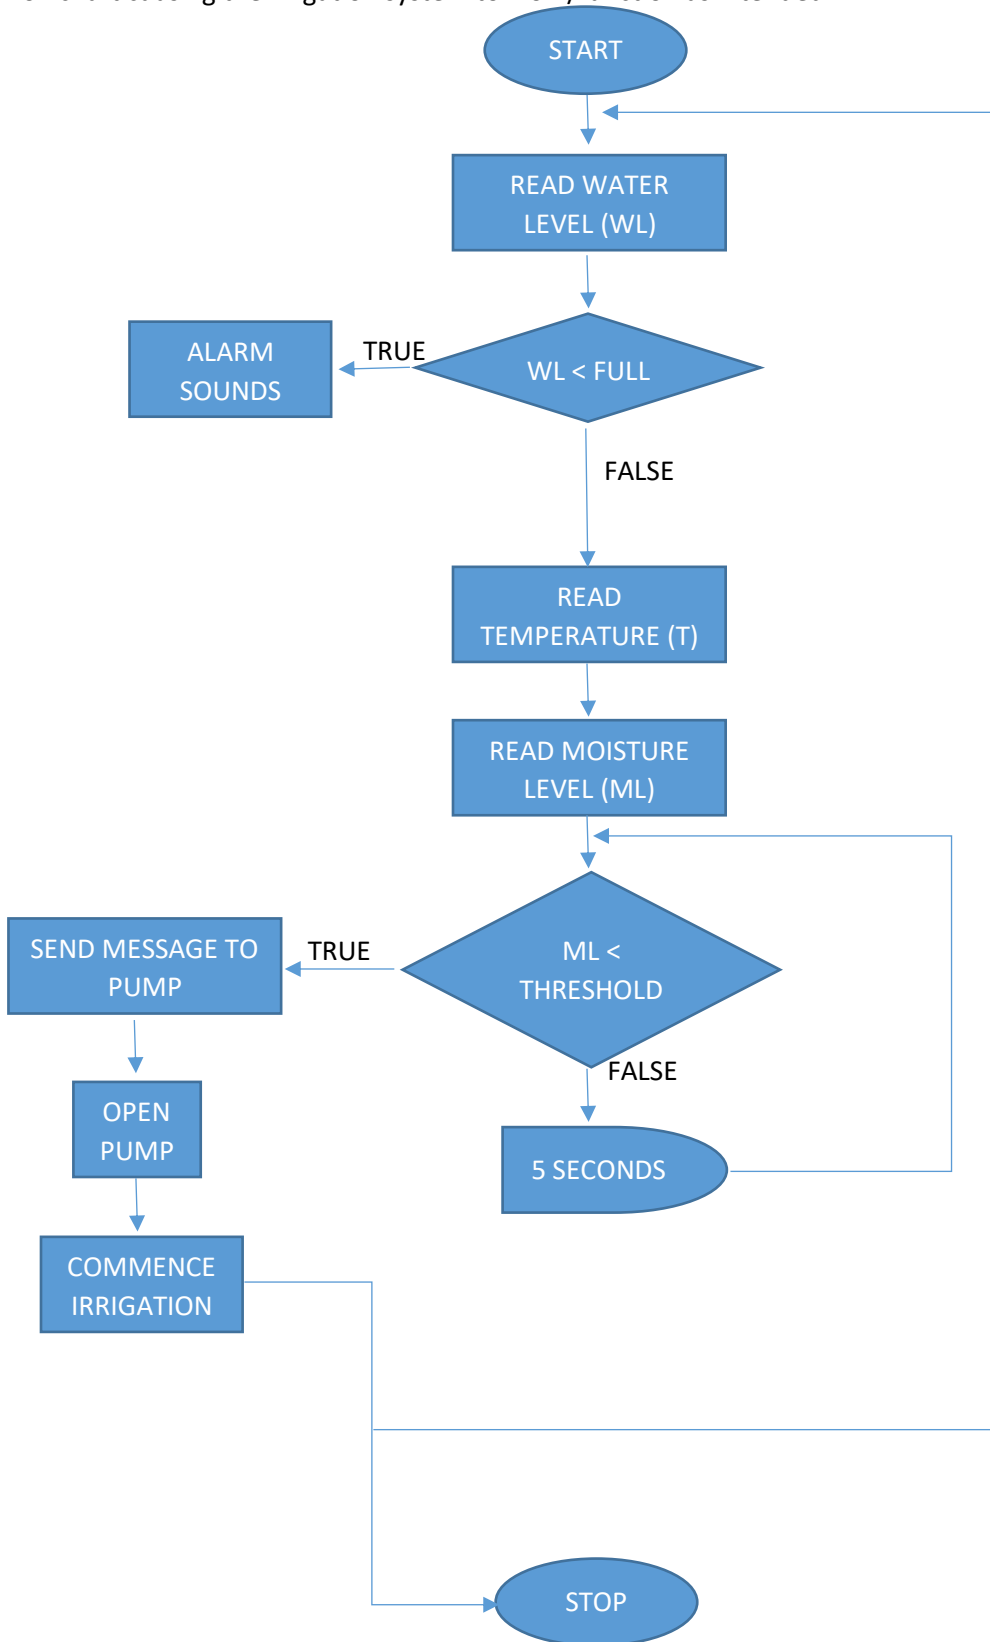 START
READ WATER
LEVEL (WL)
ALARM
SOUNDS
TRUE
WL < FULL
FALSE
READ
TEMPERATURE (T)
READ MOISTURE
LEVEL (ML)
SEND MESSAGE TO
PUMP
TRUE
ML <
THRESHOLD
FALSE
OPEN
PUMP
5 SECONDS
COMMENCE
IRRIGATION
STOP